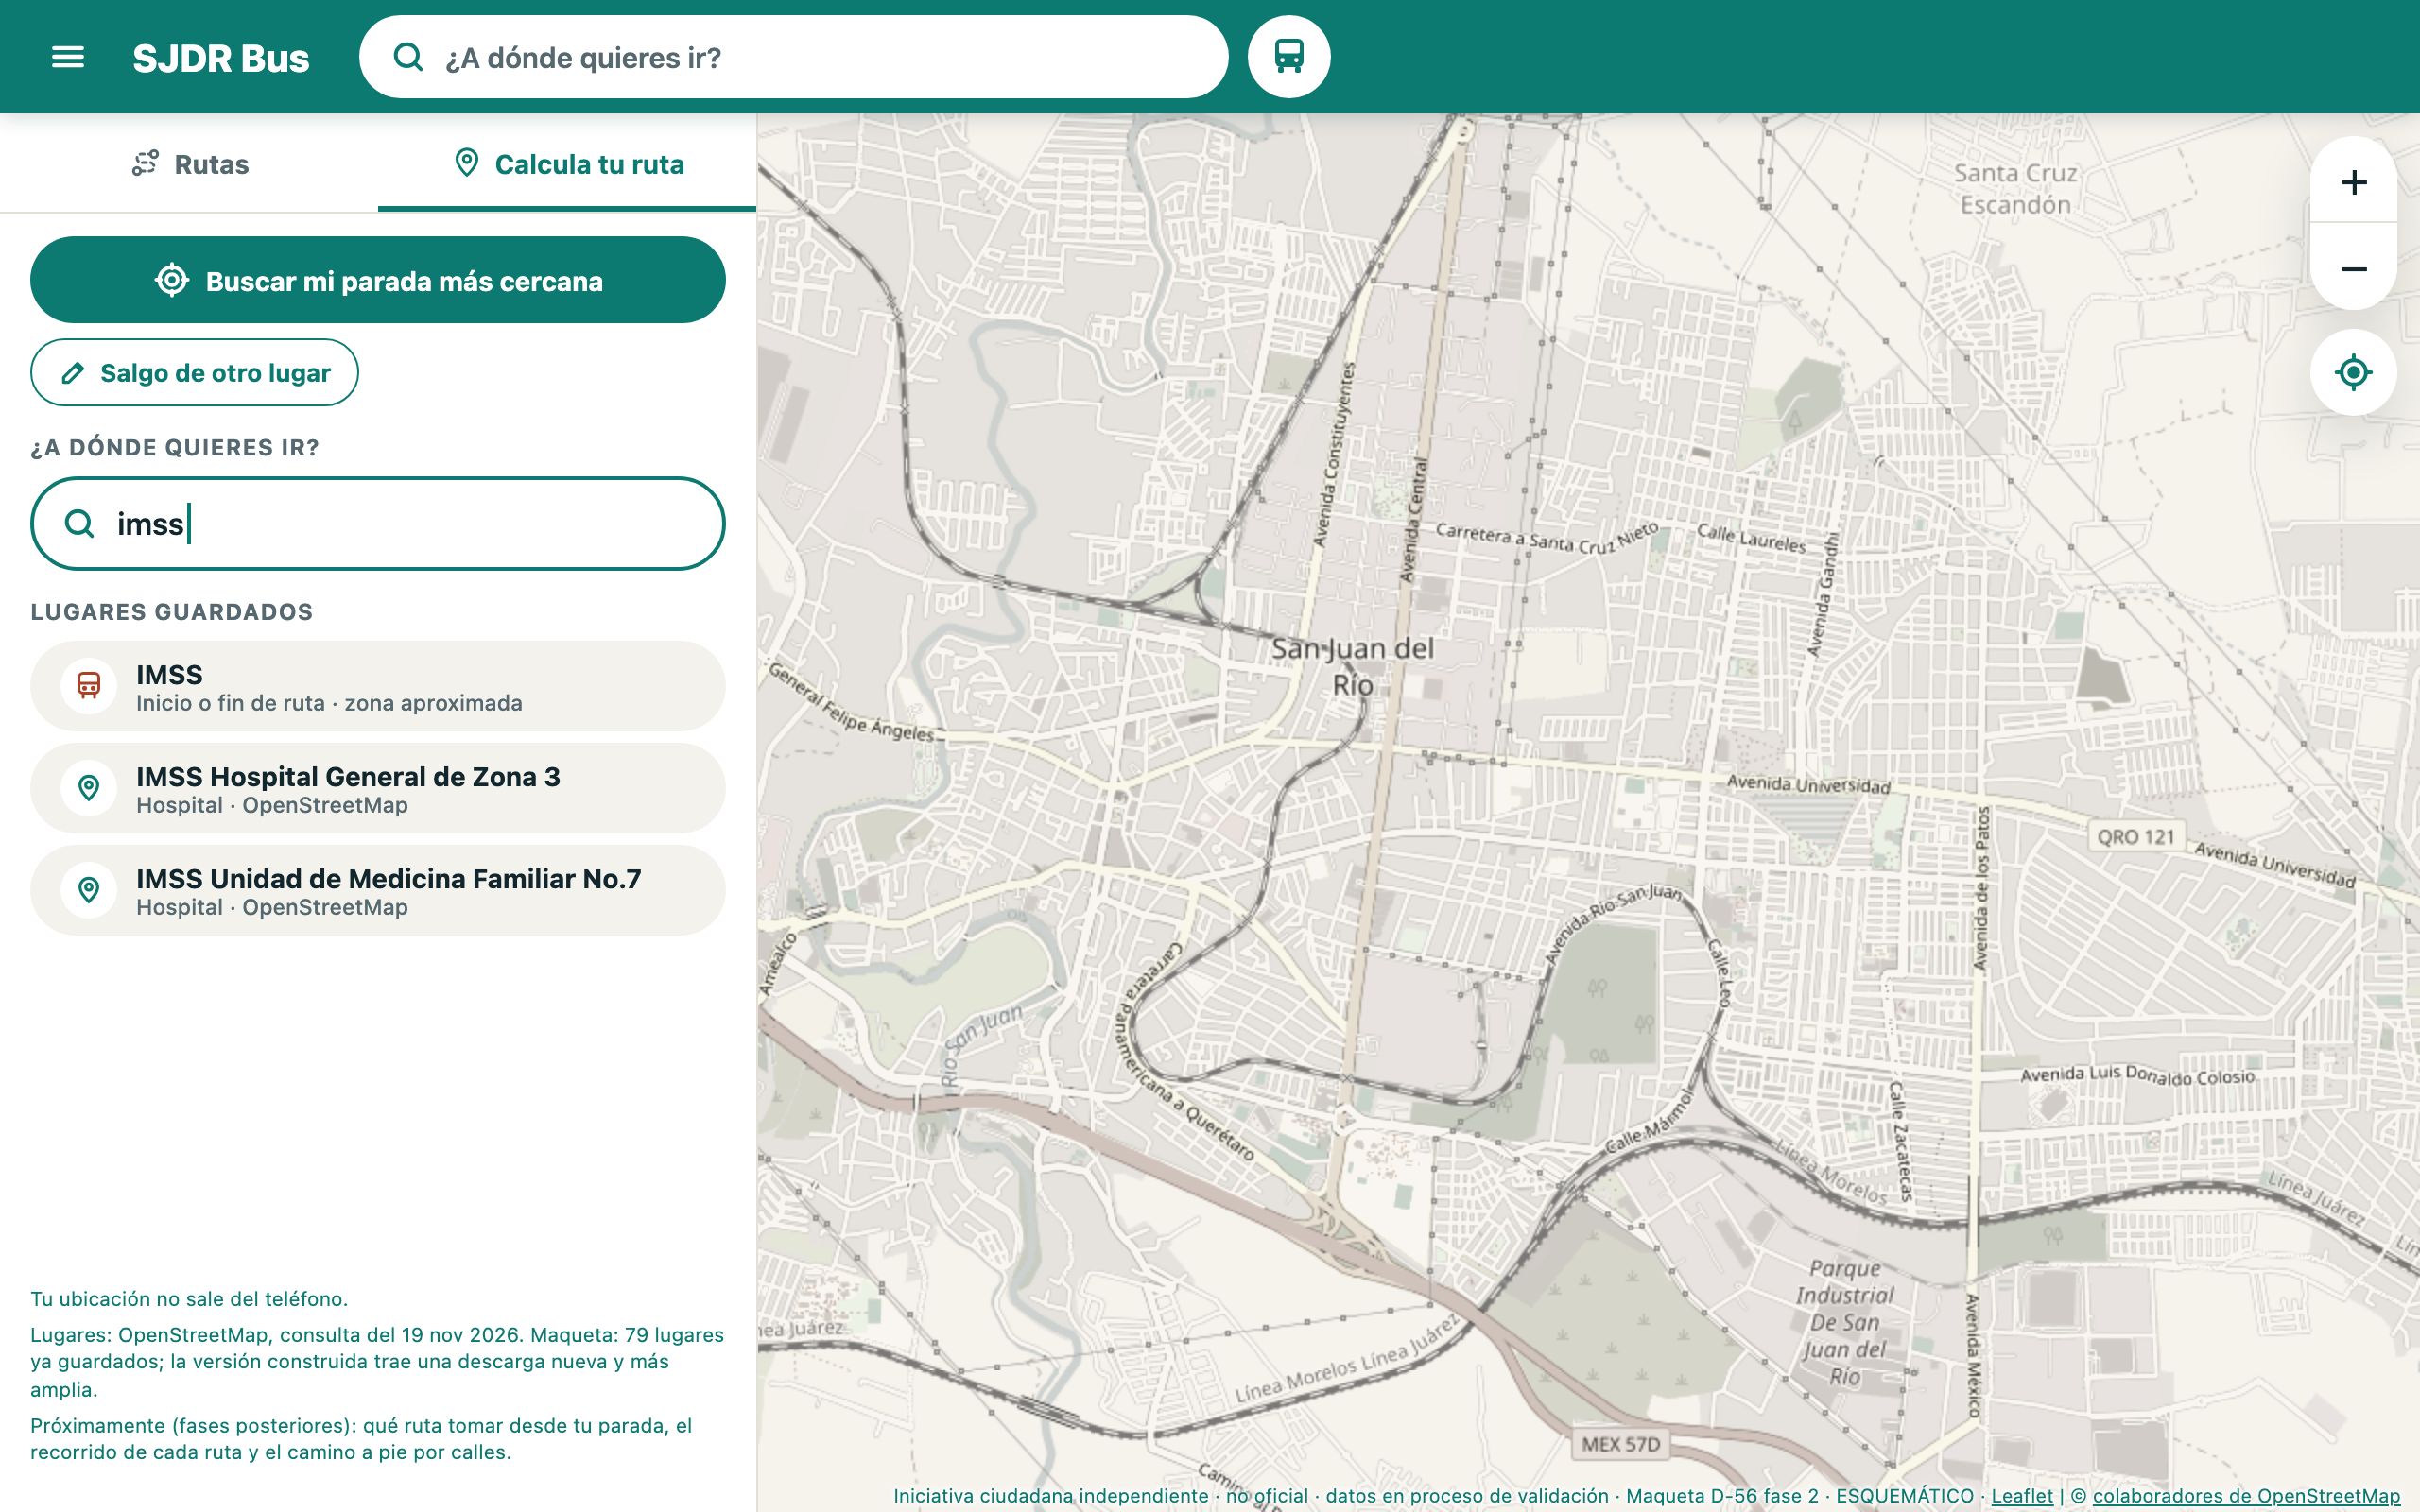 SJDR Bus
¿A dónde quieres ir?
Rutas
Calcula tu ruta
Buscar mi parada más cercana
Salgo de otro lugar
¿A DÓNDE QUIERES IR?
imss
LUGARES GUARDADOS
IMSS
Inicio o fin de ruta · zona aproximada
IMSS Hospital General de Zona 3
Hospital · OpenStreetMap
IMSS Unidad de Medicina Familiar No.7
Hospital · OpenStreetMap
Tu ubicación no sale del teléfono.
Lugares: OpenStreetMap, consulta del 19 nov 2026. Maqueta: 79 lugares
ya guardados; la versión construida trae una descarga nueva y más
amplia.
Próximamente (fases posteriores): qué ruta tomar desde tu parada, el
recorrido de cada ruta y el camino a pie por calles.
Santa Cruz
Escandón
+
−
Avenida Constituyentes
Avenida Central
Carretera a Santa Cruz Nieto
Calle Laureles
Avenida Gandhi
San Juan del
Río
General Felipe Ángeles
Avenida Universidad
QRO 121
Avenida Universidad
Avenida de los Patos
Avenida Río San Juan
Calle Leo
Amealco
Carretera Panamericana a Querétaro
Río San Juan
Avenida Luis Donaldo Colosio
Calle Mármol
Calle Zacatecas
Línea Morelos
Línea Juárez
Parque
Industrial
De San
Juan del
Río
Avenida México
nea Juárez
Línea Morelos Línea Juárez
MEX 57D
Iniciativa ciudadana independiente · no oficial · datos en proceso de validación · Maqueta D-56 fase 2 · ESQUEMÁTICO · Leaflet | © colaboradores de OpenStreetMap